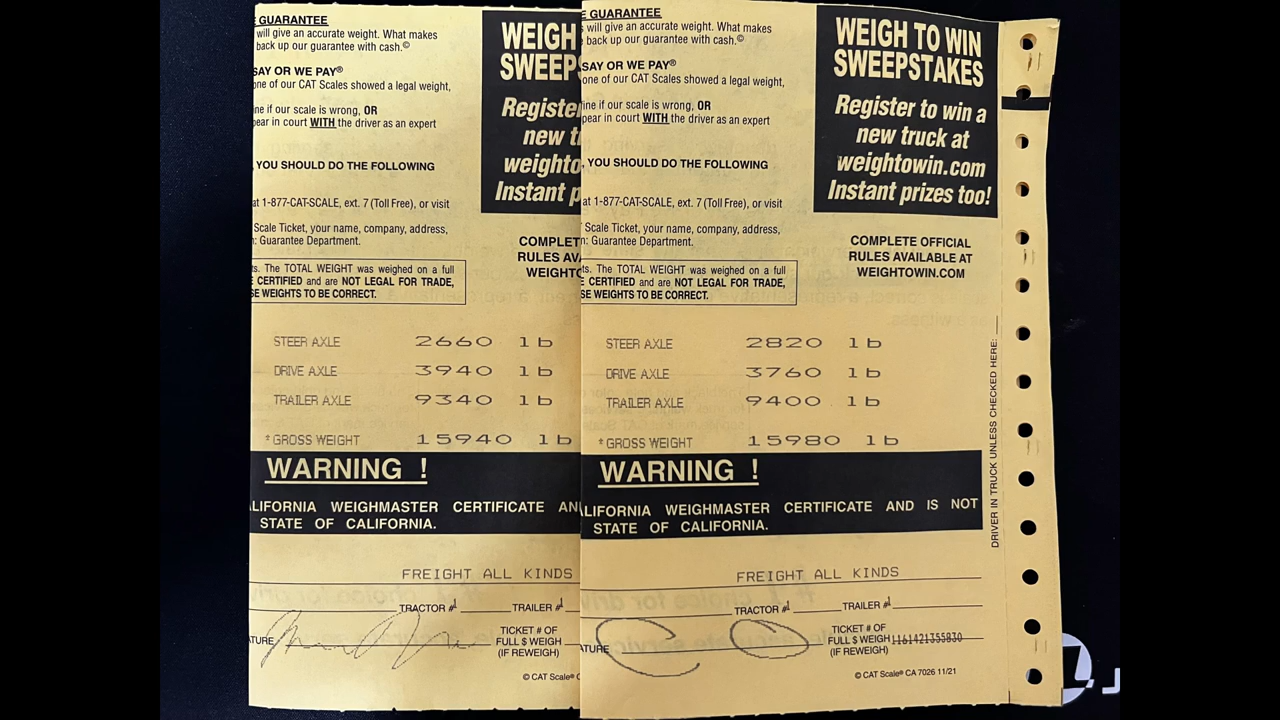 E GUARANTEE
will give an accurate weight. What makes
back up our guarantee with cash.©
SAY OR WE PAY®
one of our CAT Scales showed a legal weight,
ine if our scale is wrong, OR
pear in court WITH the driver as an expert
, YOU SHOULD DO THE FOLLOWING
at 1-877-CAT-SCALE, ext. 7 (Toll Free), or visit
Scale Ticket, your name, company, address,
n: Guarantee Department.
ts. The TOTAL WEIGHT was weighed on a full
E CERTIFIED and are NOT LEGAL FOR TRADE,
SE WEIGHTS TO BE CORRECT.
WEIGH
SWEEP
Registe
new t
weighto
Instant p
COMPLET
RULES AV
WEIGHTO
STEER AXLE 2660 lb
DRIVE AXLE 3940 lb
TRAILER AXLE 9340 lb
* GROSS WEIGHT 15940 lb
WARNING !
LIFORNIA WEIGHMASTER CERTIFICATE AN
STATE OF CALIFORNIA.
FREIGHT ALL KINDS
TRACTOR # TRAILER #
ATURE
TICKET # OF
FULL $ WEIGH
(IF REWEIGH)
© CAT Scale® C
E GUARANTEE
will give an accurate weight. What makes
back up our guarantee with cash.©
SAY OR WE PAY®
one of our CAT Scales showed a legal weight,
ine if our scale is wrong, OR
pear in court WITH the driver as an expert
, YOU SHOULD DO THE FOLLOWING
at 1-877-CAT-SCALE, ext. 7 (Toll Free), or visit
Scale Ticket, your name, company, address,
n: Guarantee Department.
ts. The TOTAL WEIGHT was weighed on a full
E CERTIFIED and are NOT LEGAL FOR TRADE,
SE WEIGHTS TO BE CORRECT.
WEIGH TO WIN
SWEEPSTAKES
Register to win a
new truck at
weightowin.com
Instant prizes too!
COMPLETE OFFICIAL
RULES AVAILABLE AT
WEIGHTOWIN.COM
STEER AXLE 2820 lb
DRIVE AXLE 3760 lb
TRAILER AXLE 9400 lb
* GROSS WEIGHT 15980 lb
WARNING !
LIFORNIA WEIGHMASTER CERTIFICATE AND IS NOT
STATE OF CALIFORNIA.
FREIGHT ALL KINDS
TRACTOR # TRAILER #
ATURE
TICKET # OF
FULL $ WEIGH 1161421355830
(IF REWEIGH)
© CAT Scale® CA 7026 11/21
DRIVER IN TRUCK UNLESS CHECKED HERE: